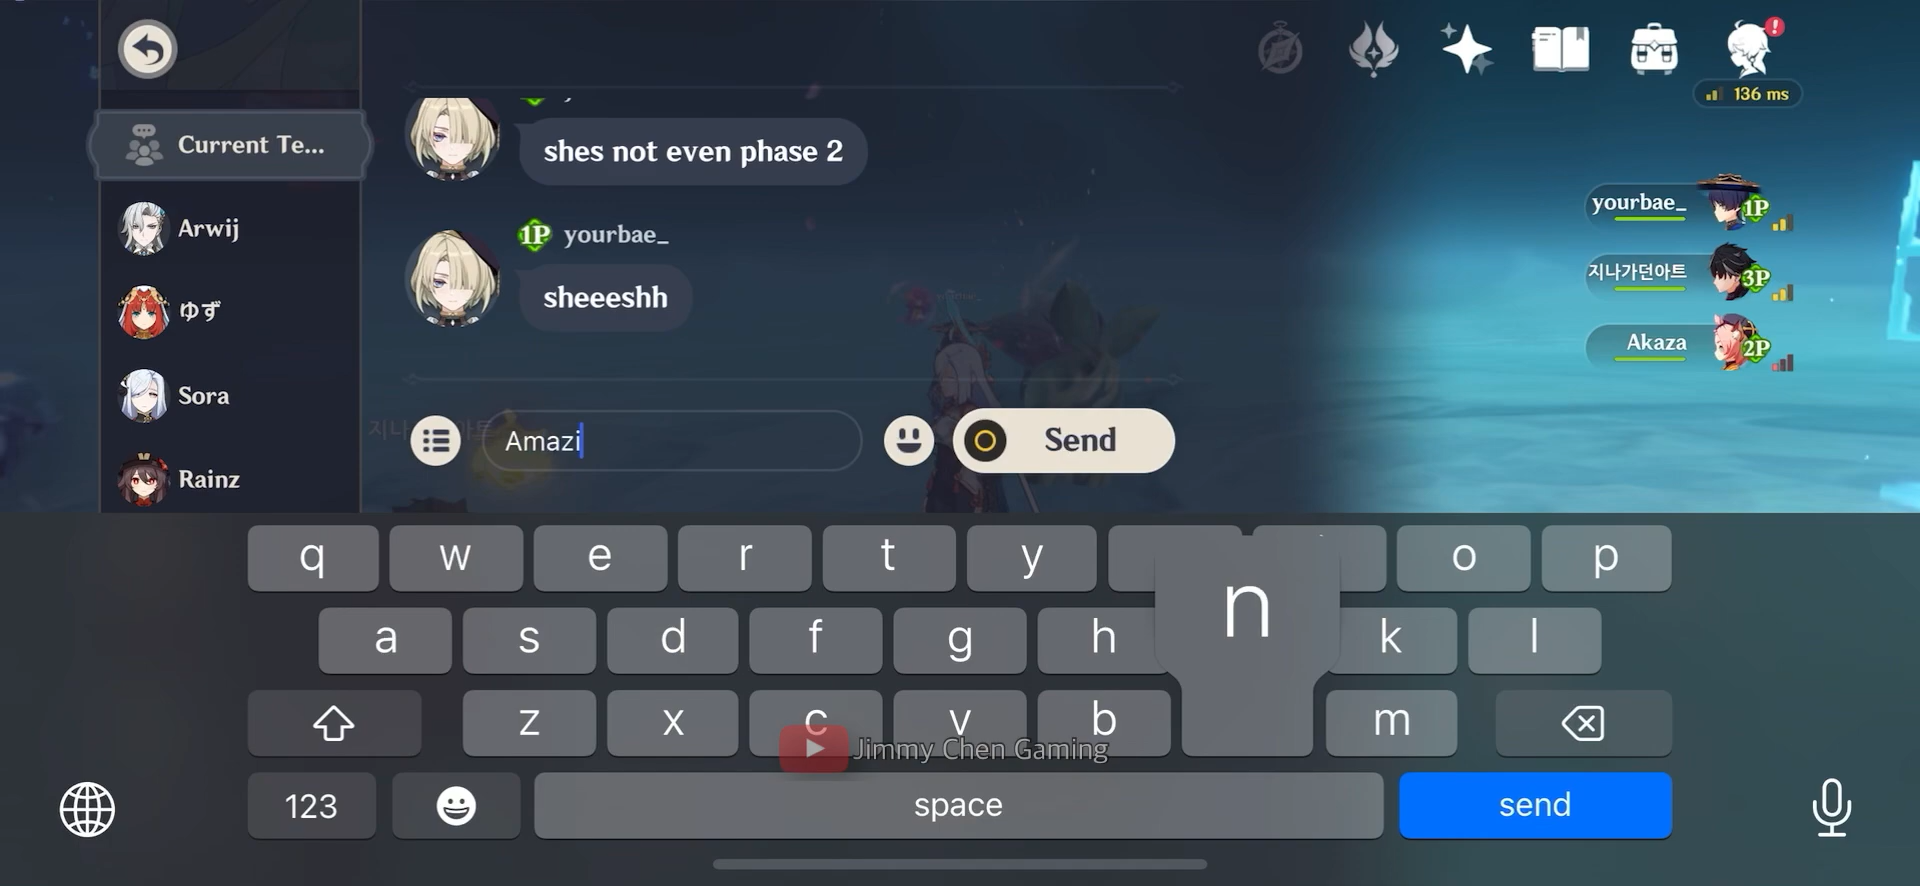 136 ms
Current Te...
shes not even phase 2
Arwij
1P yourbae_
yourbae_ 1P
지나가던아트 3P
sheeeshh
ゆず
Akaza 2P
Sora
Amazi
Send
Rainz
q w e r t y o p
a s d f g h n k l
z x c v b m
Jimmy Chen Gaming
123 space send